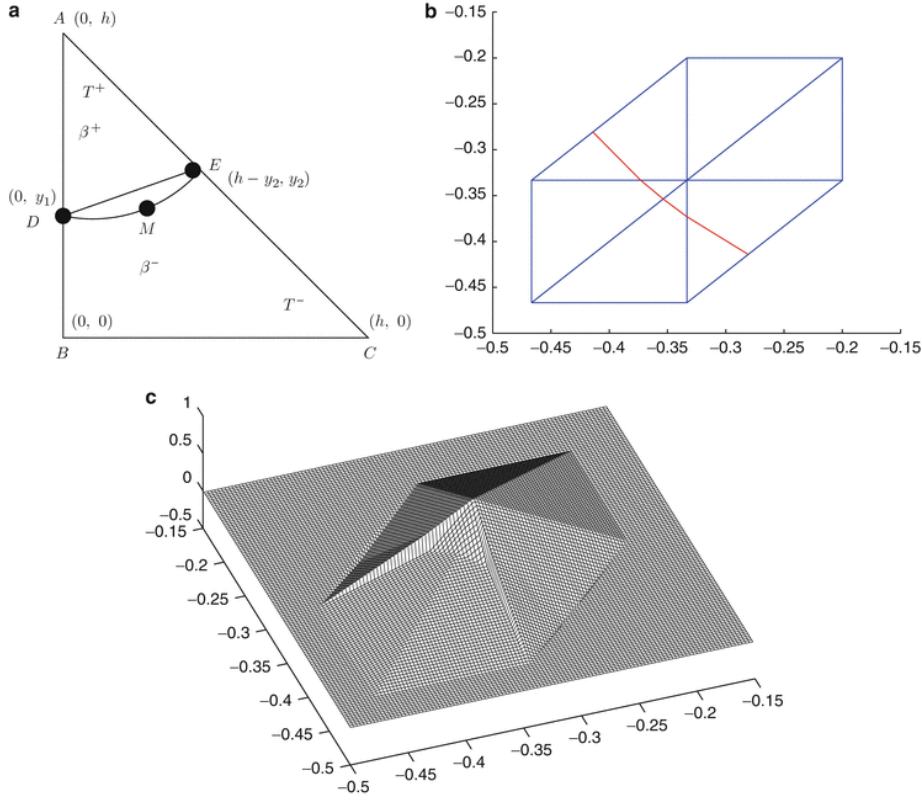 a
A (0, h)
T+
β+
E
(h − y2, y2)
(0, y1)
D
M
β−
T−
(0, 0)
(h, 0)
B
C
b
−0.15
−0.2
−0.25
−0.3
−0.35
−0.4
−0.45
−0.5
−0.5 −0.45 −0.4 −0.35 −0.3 −0.25 −0.2 −0.15
c
1
0.5
0
−0.5
−0.15
−0.2
−0.25
−0.3
−0.35
−0.4
−0.45
−0.5
−0.5
−0.45
−0.4
−0.35
−0.3
−0.25
−0.2
−0.15